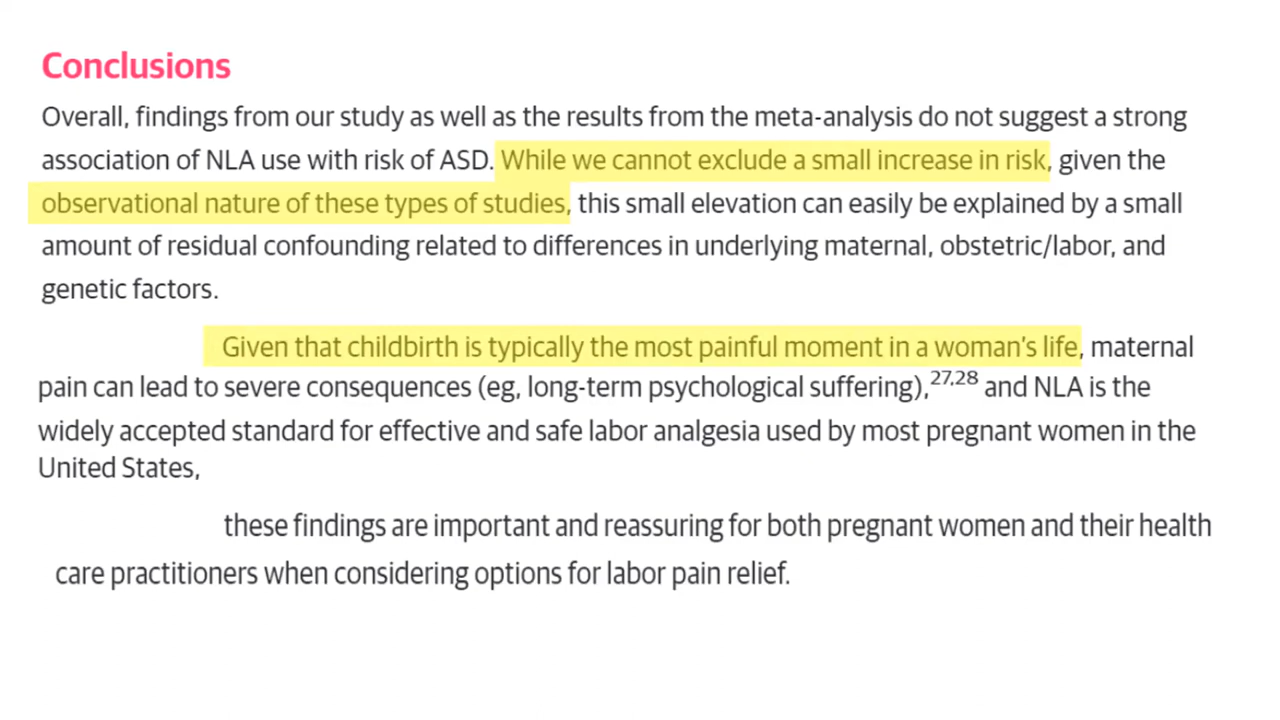 Conclusions
Overall, findings from our study as well as the results from the meta-analysis do not suggest a strong
association of NLA use with risk of ASD. While we cannot exclude a small increase in risk, given the
observational nature of these types of studies, this small elevation can easily be explained by a small
amount of residual confounding related to differences in underlying maternal, obstetric/labor, and
genetic factors.
Given that childbirth is typically the most painful moment in a woman's life, maternal
pain can lead to severe consequences (eg, long-term psychological suffering),27,28 and NLA is the
widely accepted standard for effective and safe labor analgesia used by most pregnant women in the
United States,
these findings are important and reassuring for both pregnant women and their health
care practitioners when considering options for labor pain relief.